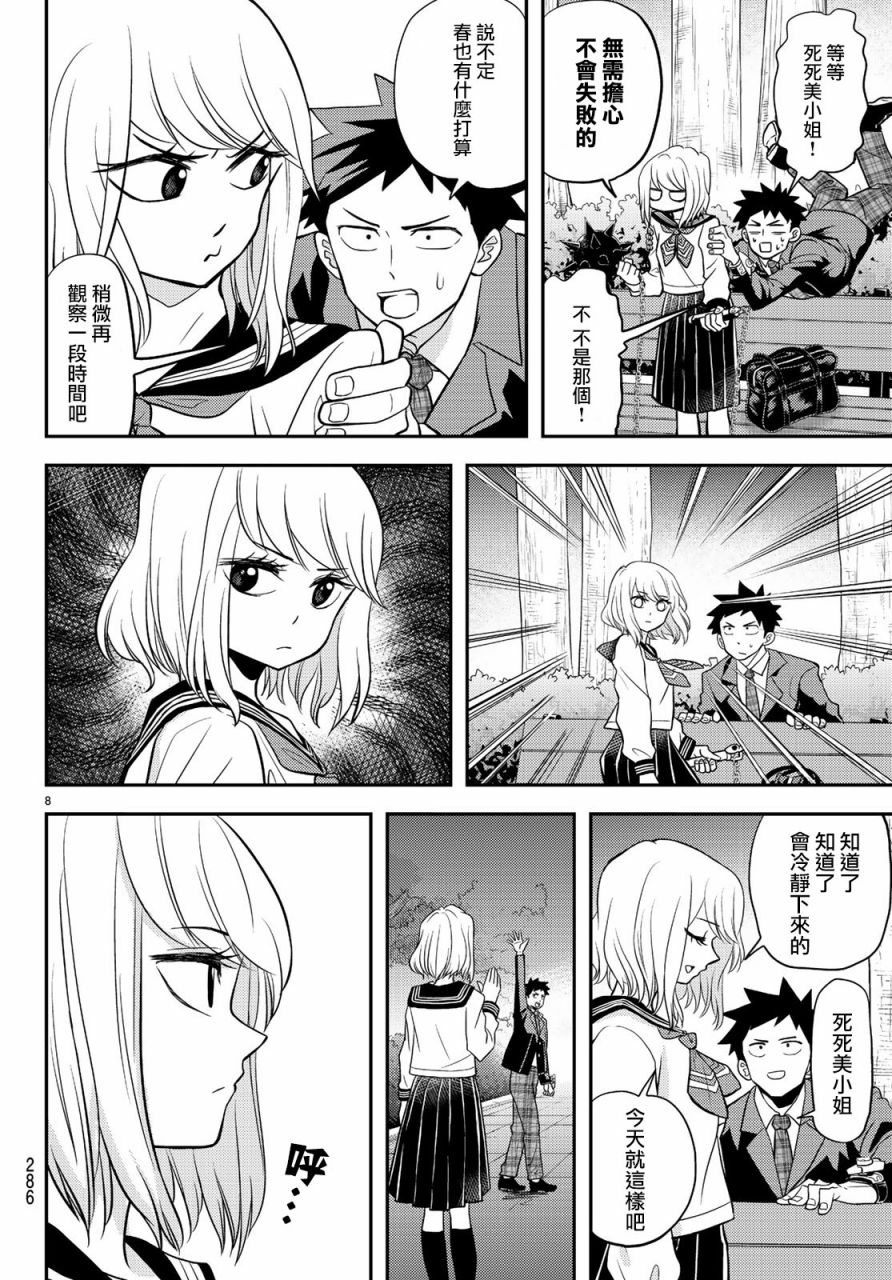 等等
死死美小姐！
無需擔心
不會失敗的
不 不是那個！
說不定
春也有什麼打算
稍微再
觀察一段時間吧
8
知道了
知道了
會冷靜下來的
死死美小姐
今天就這樣吧
呼…
286